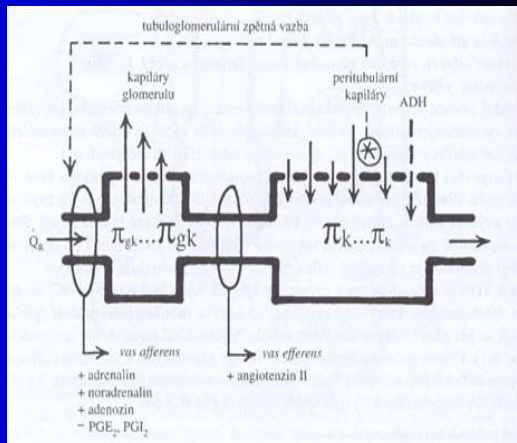 tubuloglomerulární zpětná vazba
kapiláry
glomerulu
peritubulární
kapiláry
ADH
*
Q̇R
πgk...πgk
πk...πk
vas afferens
vas efferens
+ adrenalin
+ noradrenalin
+ adenozin
− PGE₂, PGI₂
+ angiotenzin II